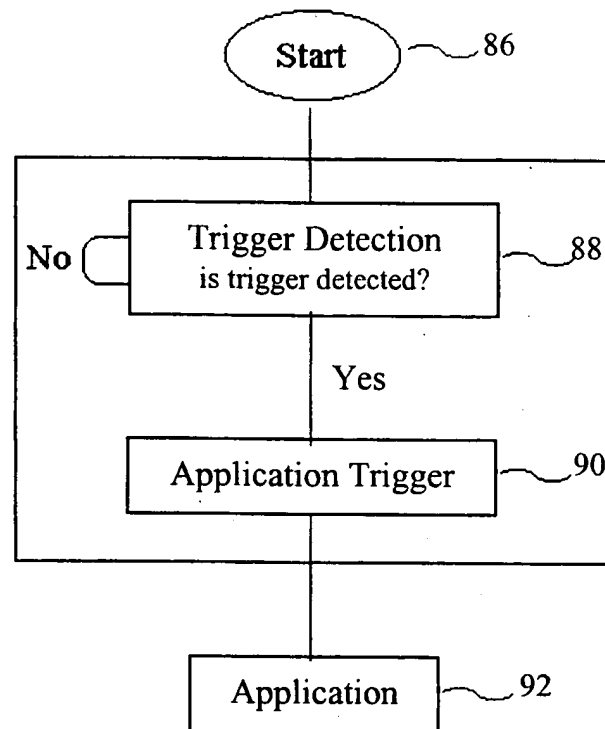 Start
86
Trigger Detection
is trigger detected?
88
No
Yes
Application Trigger
90
Application
92